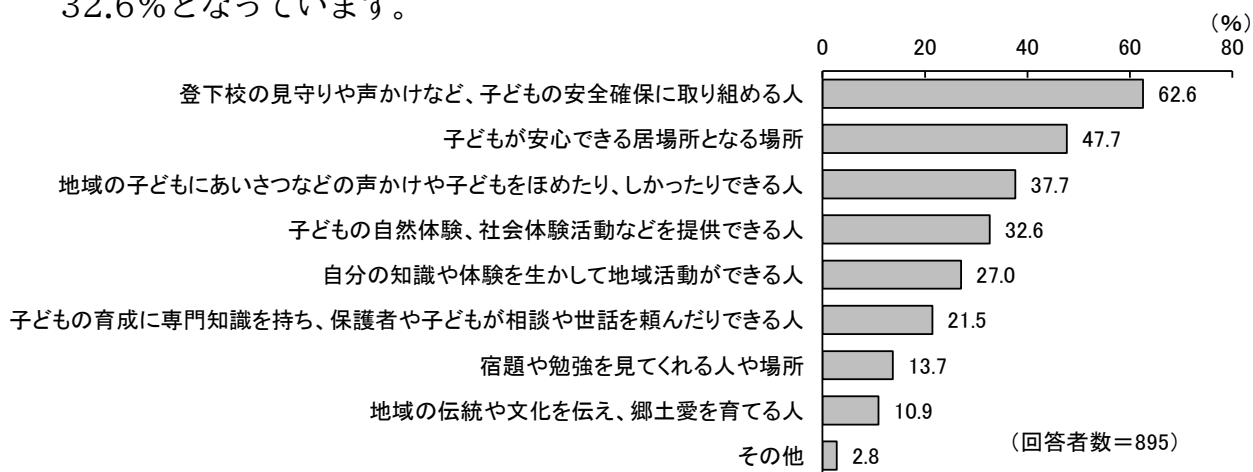 32.6％となっています。
（％）
0 20 40 60 80
登下校の見守りや声かけなど、子どもの安全確保に取り組める人 62.6
子どもが安心できる居場所となる場所 47.7
地域の子どもにあいさつなどの声かけや子どもをほめたり、しかったりできる人 37.7
子どもの自然体験、社会体験活動などを提供できる人 32.6
自分の知識や体験を生かして地域活動ができる人 27.0
子どもの育成に専門知識を持ち、保護者や子どもが相談や世話を頼んだりできる人 21.5
宿題や勉強を見てくれる人や場所 13.7
地域の伝統や文化を伝え、郷土愛を育てる人 10.9
その他 2.8
（回答者数＝895）